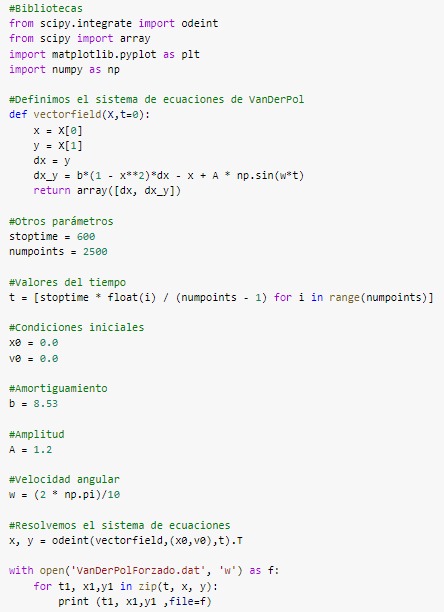 #Bibliotecas
from scipy.integrate import odeint
from scipy import array
import matplotlib.pyplot as plt
import numpy as np

#Definimos el sistema de ecuaciones de VanDerPol
def vectorfield(X,t=0):
    x = X[0]
    y = X[1]
    dx = y
    dx_y = b*(1 - x**2)*dx - x + A * np.sin(w*t)
    return array([dx, dx_y])

#Otros parámetros
stoptime = 600
numpoints = 2500

#Valores del tiempo
t = [stoptime * float(i) / (numpoints - 1) for i in range(numpoints)]

#Condiciones iniciales
x0 = 0.0
v0 = 0.0

#Amortiguamiento
b = 8.53

#Amplitud
A = 1.2

#Velocidad angular
w = (2 * np.pi)/10

#Resolvemos el sistema de ecuaciones
x, y = odeint(vectorfield,(x0,v0),t).T

with open('VanDerPolForzado.dat', 'w') as f:
    for t1, x1,y1 in zip(t, x, y):
        print (t1, x1,y1 ,file=f)